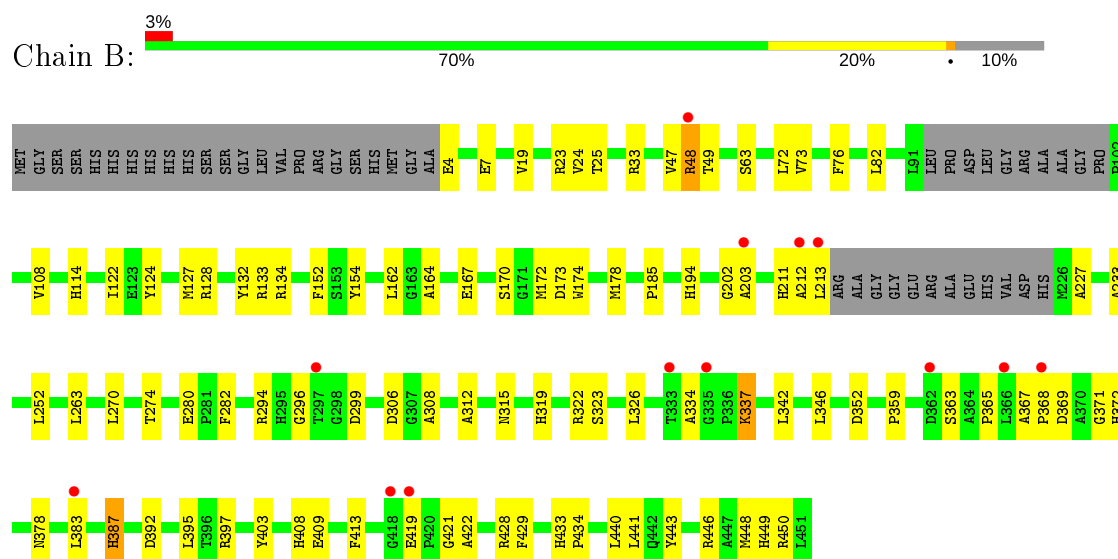 3%
Chain B:
70% 20% • 10%
MET GLY SER SER HIS HIS HIS HIS HIS HIS SER SER GLY LEU VAL PRO ARG GLY SER HIS MET GLY ALA E4 E7 V19 R23 V24 T25 R33 V47 R48 T49 S63 L72 V73 F76 L82 L91 LEU PRO ASP LEU GLY ARG ALA ALA GLY PRO
V108 H114 I122 E123 Y124 M127 R128 Y132 R133 R134 F152 S153 Y154 L162 G163 A164 E167 S170 G171 M172 D173 W174 M178 P185 H194 G202 A203 H211 A212 L213 ARG ALA GLY GLY GLU ARG ALA GLU HIS VAL ASP HIS M226 A227
L252 L263 L270 T274 E280 P281 F282 R294 H295 G296 T297 G298 D299 D306 G307 A308 A312 N315 H319 R322 S323 L326 T333 A334 G335 P336 K337 L342 L346 D352 P359 D362 S363 A364 P365 L366 A367 P368 D369 A370 G371
N378 L383 H387 D392 L395 T396 R397 Y403 H408 E409 F413 G418 E419 P420 G421 A422 R428 F429 H433 P434 L440 L441 Q442 Y443 R446 A447 M448 H449 R450 L451